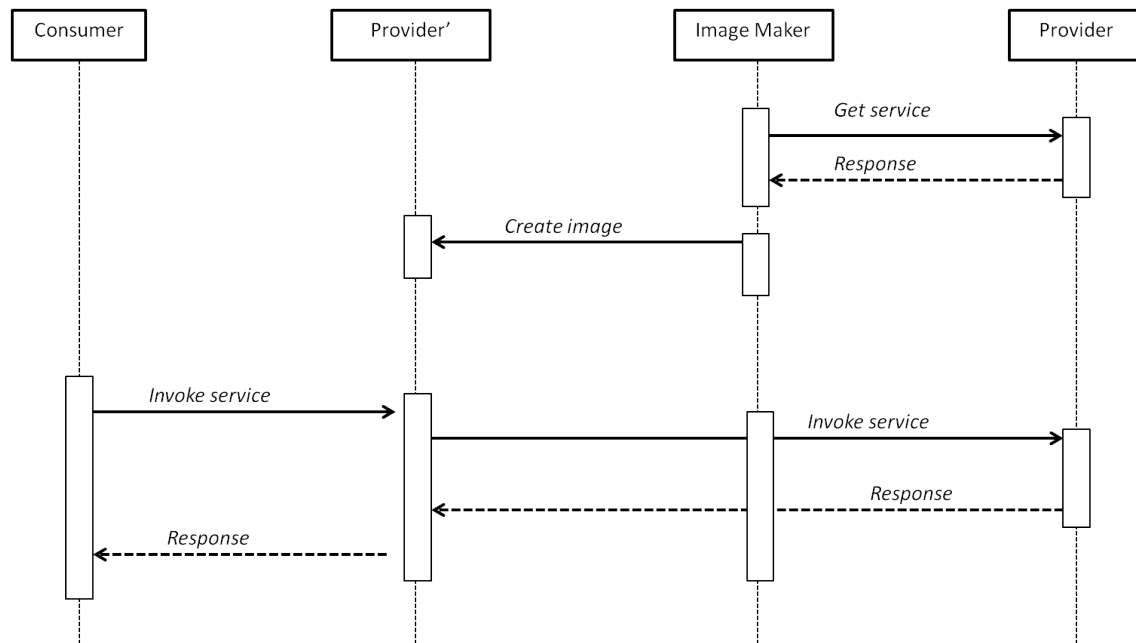 Consumer
Provider’
Image Maker
Provider
Get service
Response
Create image
Invoke service
Invoke service
Response
Response